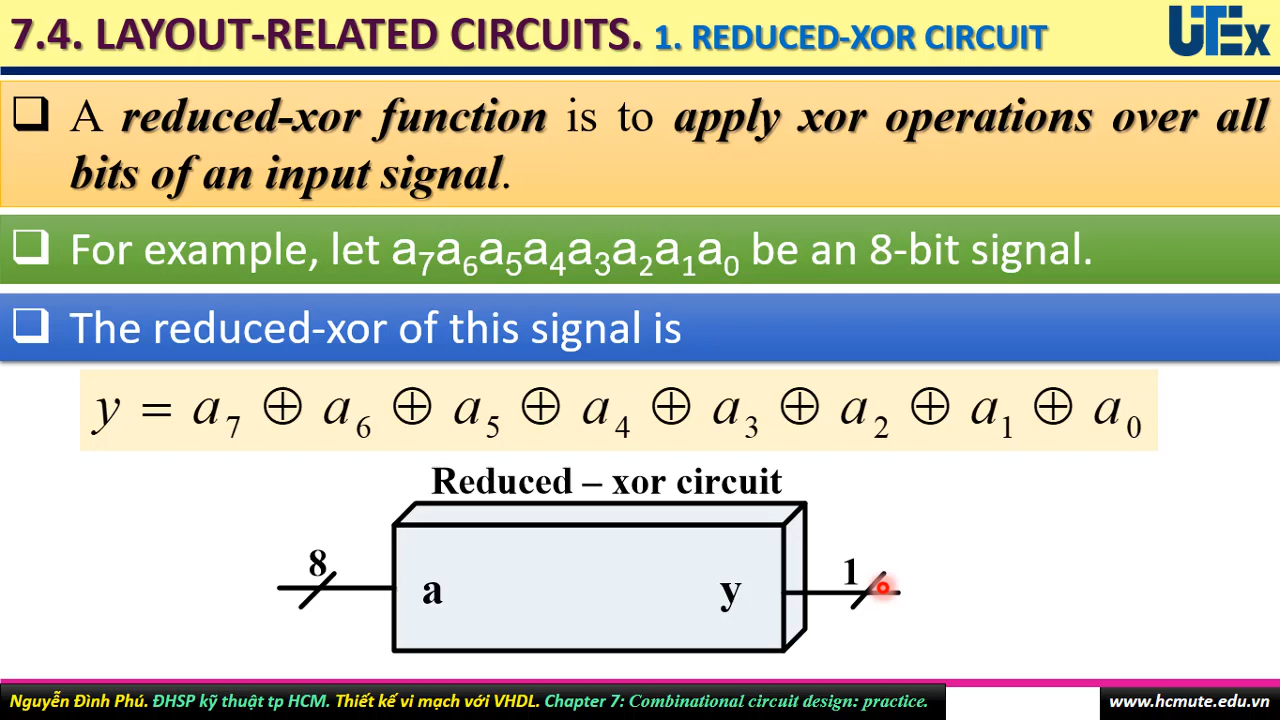 7.4. LAYOUT-RELATED CIRCUITS. 1. REDUCED-XOR CIRCUIT
UTEx
❑ A reduced-xor function is to apply xor operations over all
bits of an input signal.
❑ For example, let a₇a₆a₅a₄a₃a₂a₁a₀ be an 8-bit signal.
❑ The reduced-xor of this signal is
y = a₇ ⊕ a₆ ⊕ a₅ ⊕ a₄ ⊕ a₃ ⊕ a₂ ⊕ a₁ ⊕ a₀
Reduced – xor circuit
8
1
a
y
Nguyễn Đình Phú. ĐHSP kỹ thuật tp HCM. Thiết kế vi mạch với VHDL. Chapter 7: Combinational circuit design: practice.
www.hcmute.edu.vn